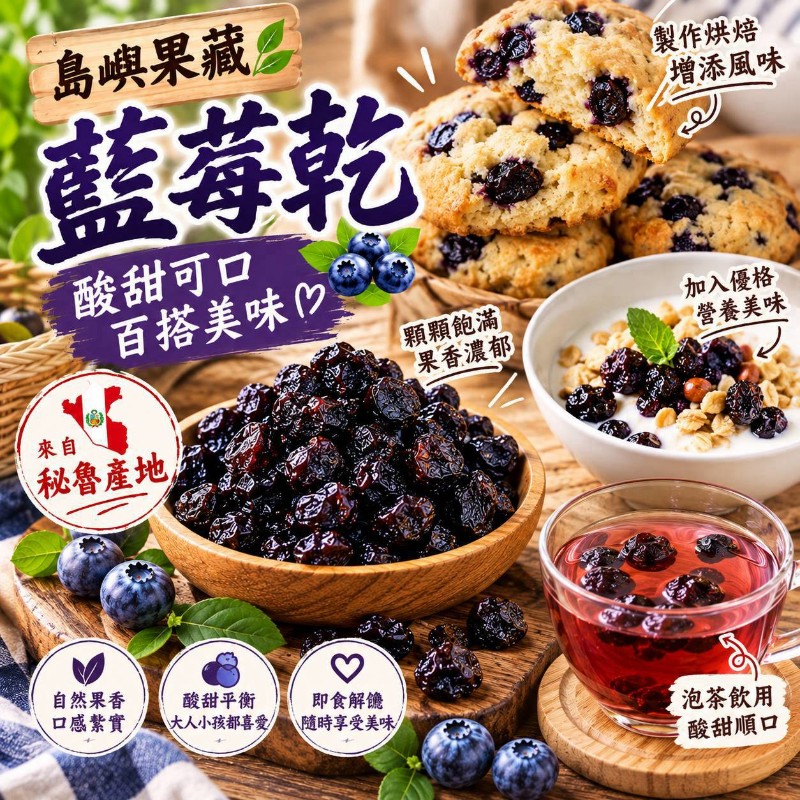 島嶼果藏
藍莓乾
酸甜可口
百搭美味
製作烘焙
增添風味
加入優格
營養美味
顆顆飽滿
果香濃郁
來自
秘魯產地
自然果香
口感紮實
酸甜平衡
大人小孩都喜愛
即食解饞
隨時享受美味
泡茶飲用
酸甜順口